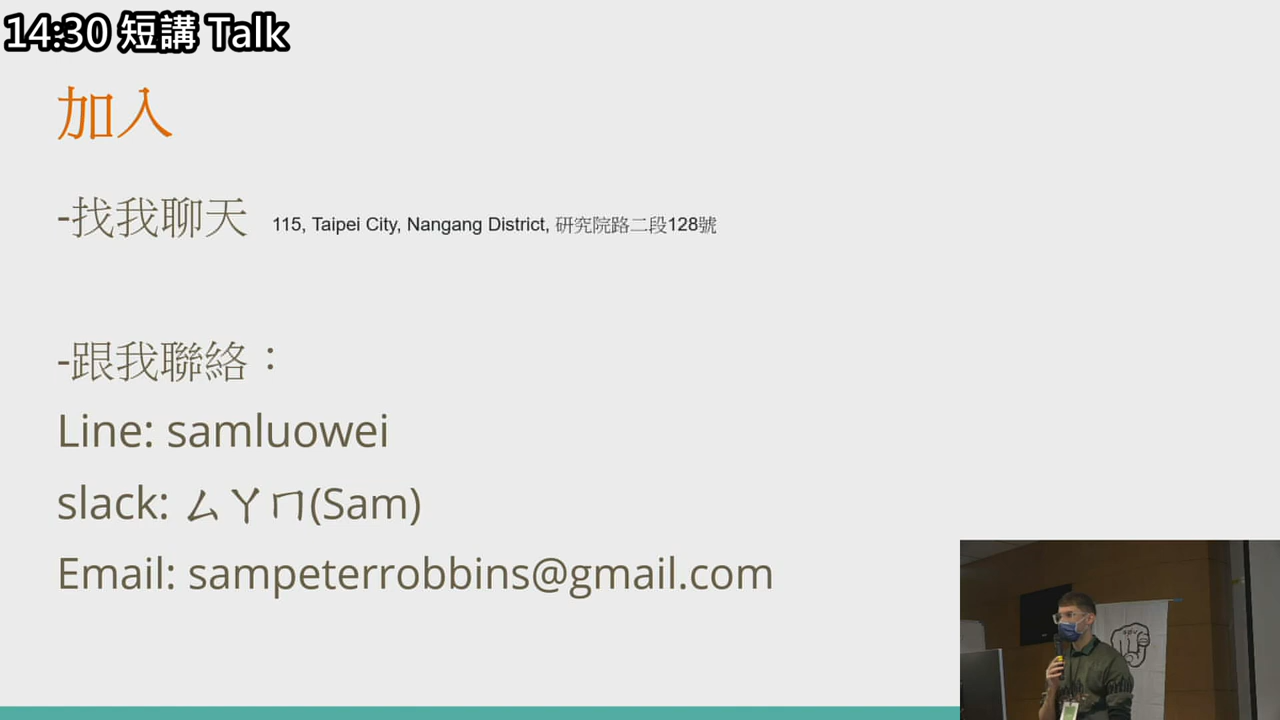 14:30 短講 Talk
加入
-找我聊天 115, Taipei City, Nangang District, 研究院路二段128號
-跟我聯絡：
Line: samluowei
slack: ㄙㄚㄇ(Sam)
Email: sampeterrobbins@gmail.com